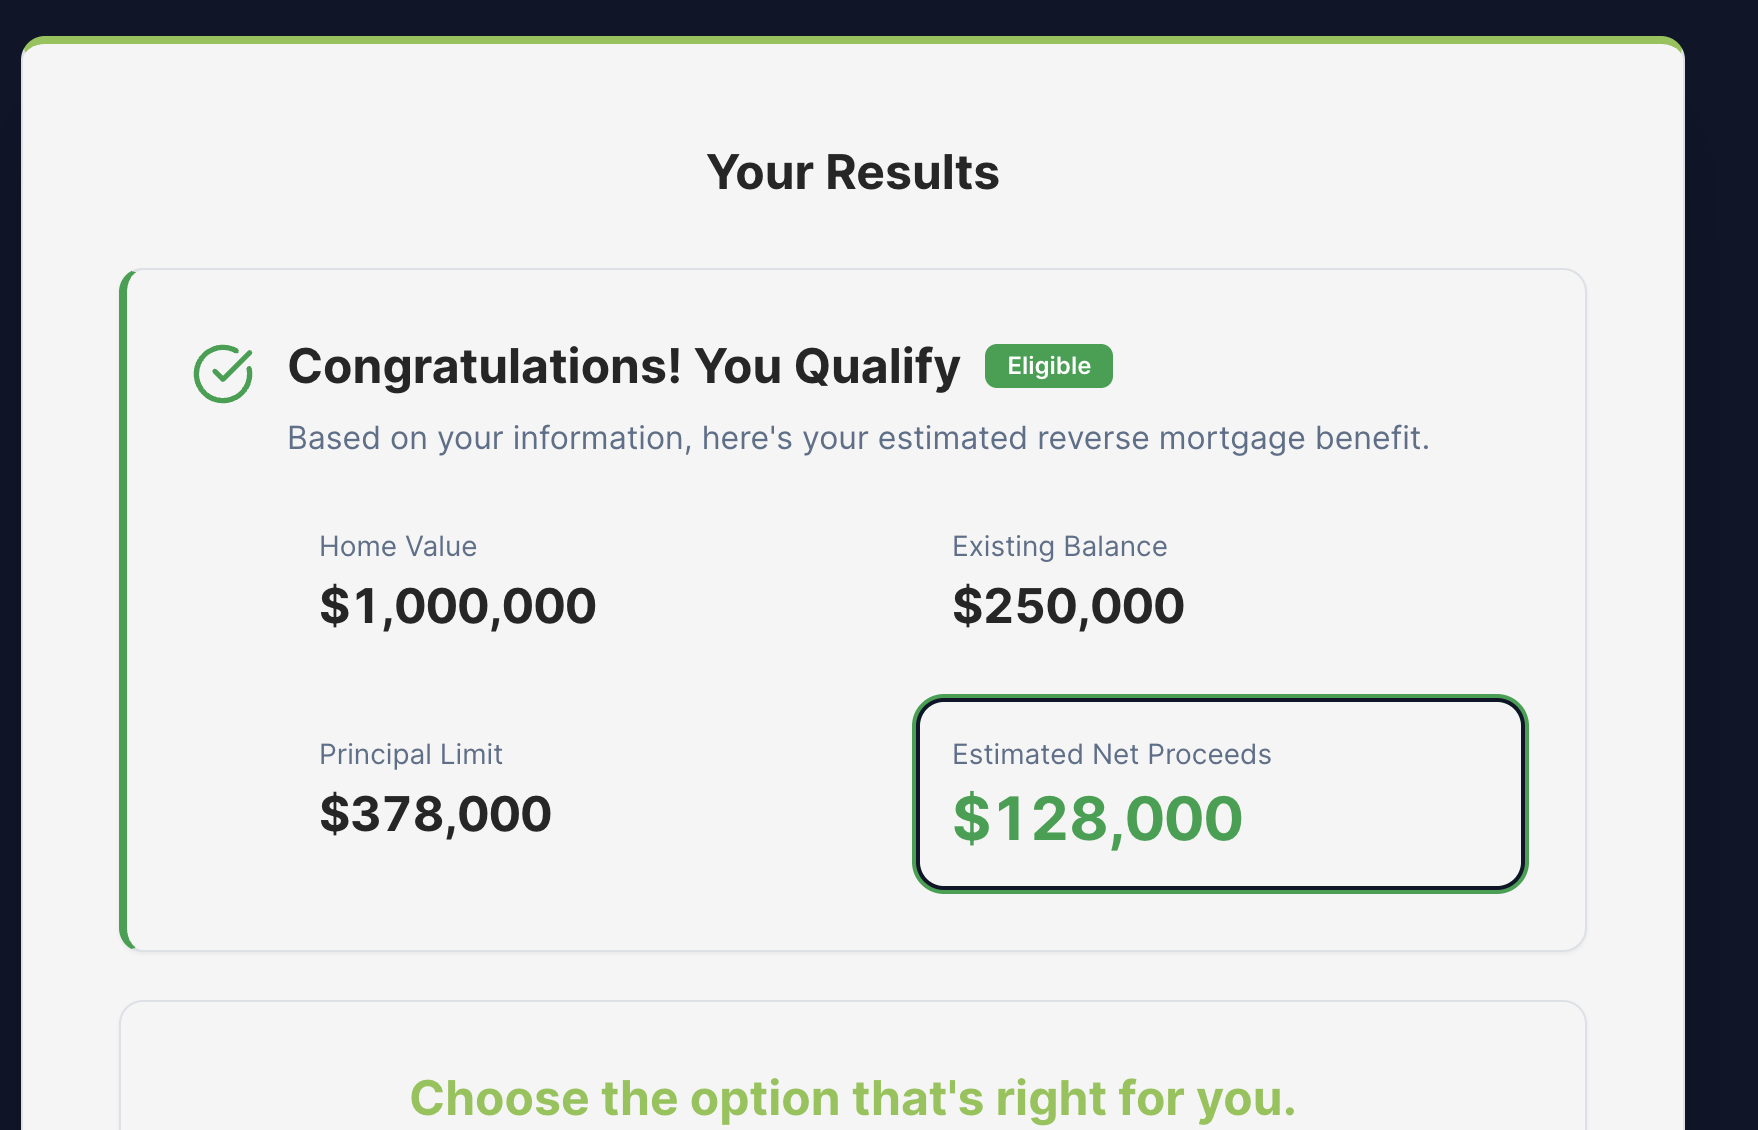 Your Results
Congratulations! You Qualify
Eligible
Based on your information, here's your estimated reverse mortgage benefit.
Home Value
$1,000,000
Existing Balance
$250,000
Principal Limit
$378,000
Estimated Net Proceeds
$128,000
Choose the option that's right for you.